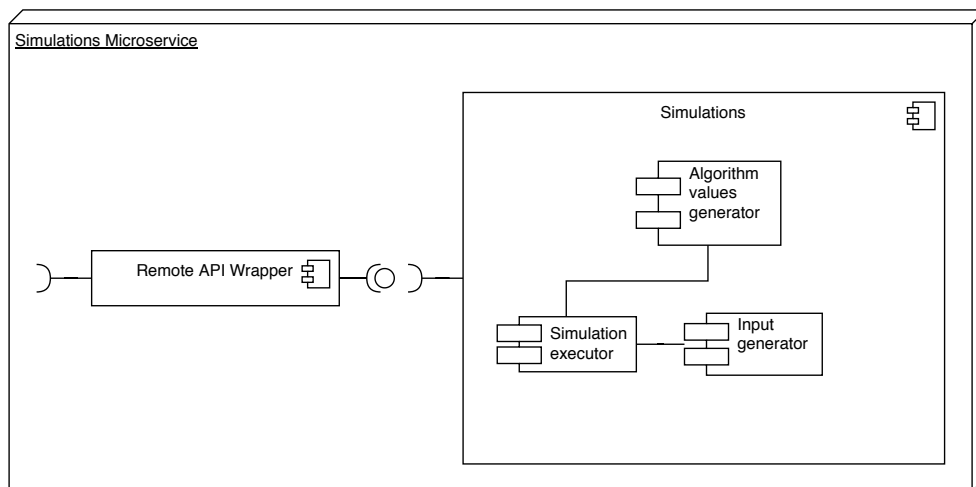 Simulations Microservice
Simulations
Algorithm
values
generator
Remote API Wrapper
Simulation
executor
Input
generator